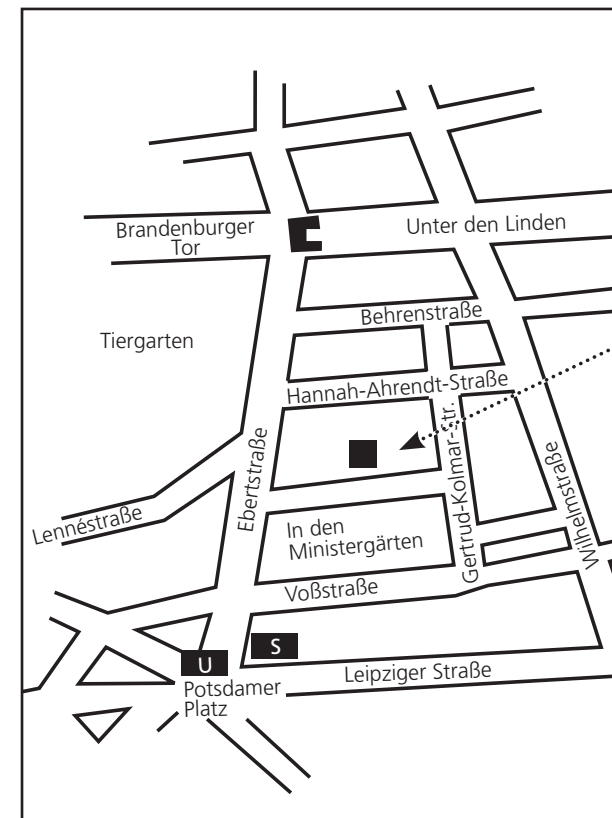 Brandenburger
Tor
Unter den Linden
Behrenstraße
Tiergarten
Hannah-Ahrendt-Straße
Ebertstraße
Gertrud-Kolmar-Str.
Wilhelmstraße
Lennéstraße
In den
Ministergärten
Voßstraße
S
U
Leipziger Straße
Potsdamer
Platz